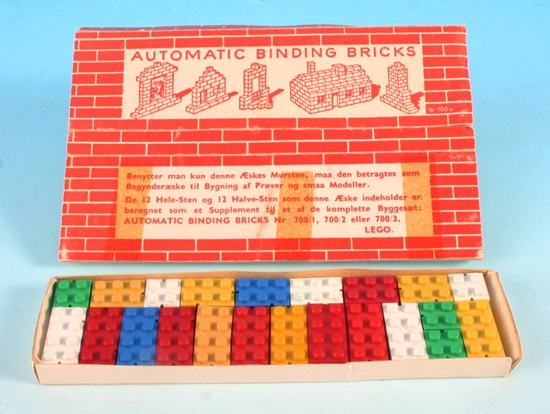 AUTOMATIC BINDING BRICKS
Benytter man kun denne Æskes Mursten, maa den betragtes som
Begynderæske til Bygning af Prøver og smaa Modeller.
De 12 Hele-Sten og 12 Halve-Sten som denne Æske indeholder er
beregnet som et Supplement til et af de komplette Byggesæt:
AUTOMATIC BINDING BRICKS Nr 700/1, 700/2 eller 700/3.
LEGO.